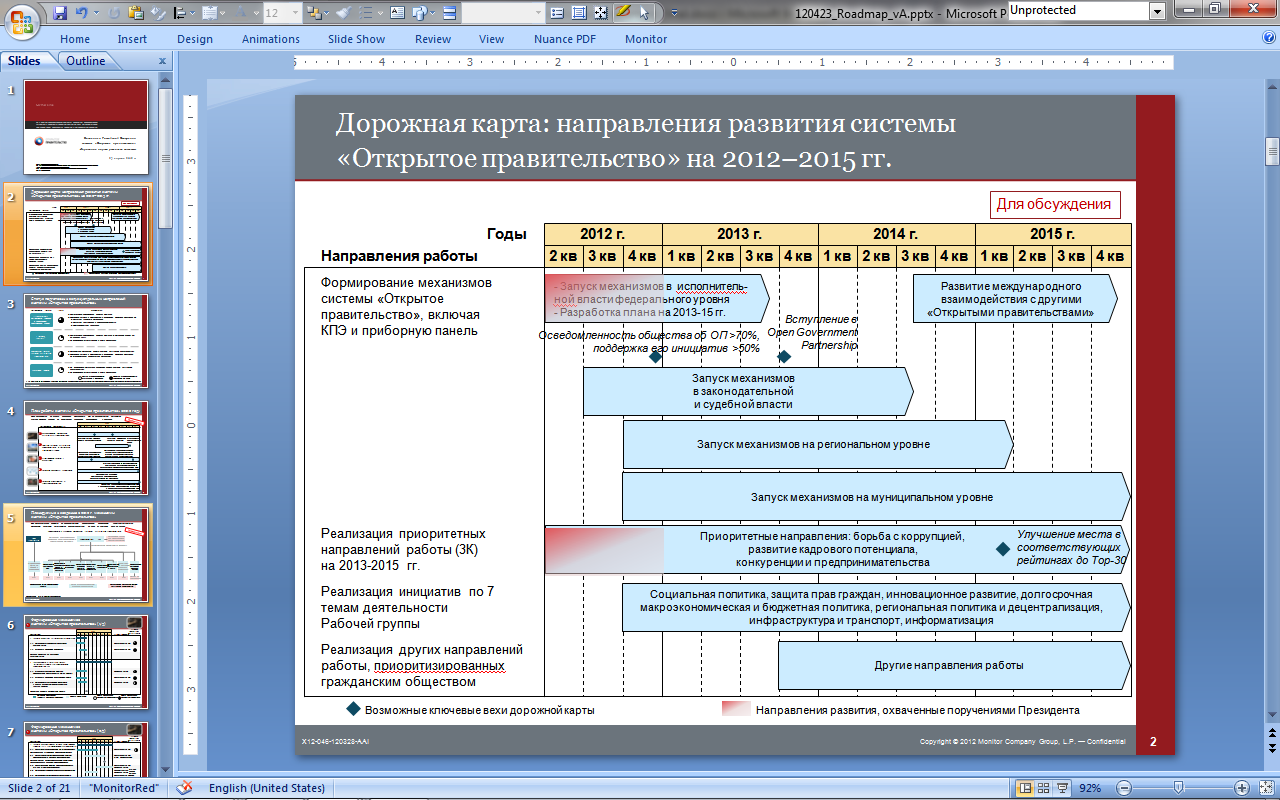 120423_Roadmap_vA.pptx - Microsoft P
Unprotected
12
Home Insert Design Animations Slide Show Review View Nuance PDF Monitor
Slides Outline
Дорожная карта: направления развития системы
«Открытое правительство» на 2012–2015 гг.
Для обсуждения
Годы 2012 г. 2013 г. 2014 г. 2015 г.
Направления работы 2 кв 3 кв 4 кв 1 кв 2 кв 3 кв 4 кв 1 кв 2 кв 3 кв 4 кв 1 кв 2 кв 3 кв 4 кв
Формирование механизмов
системы «Открытое
правительство», включая
КПЭ и приборную панель
- Запуск механизмов в исполнитель-
ной власти федерального уровня
- Разработка плана на 2013-15 гг.
Развитие международного
взаимодействия с другими
«Открытыми правительствами»
Осведомленность общества об ОП >70%,
поддержка его инициатив >50%
Вступление в
Open Government
Partnership
Запуск механизмов
в законодательной
и судебной власти
Запуск механизмов на региональном уровне
Запуск механизмов на муниципальном уровне
Реализация приоритетных
направлений работы (ЗК)
на 2013-2015 гг.
Приоритетные направления: борьба с коррупцией,
развитие кадрового потенциала,
конкуренции и предпринимательства
Улучшение места в
соответствующих
рейтингах до Top-30
Реализация инициатив по 7
темам деятельности
Рабочей группы
Социальная политика, защита прав граждан, инновационное развитие, долгосрочная
макроэкономическая и бюджетная политика, региональная политика и децентрализация,
инфраструктура и транспорт, информатизация
Реализация других направлений
работы, приоритизированных
гражданским обществом
Другие направления работы
Возможные ключевые вехи дорожной карты
Направления развития, охваченные поручениями Президента
X12-046-120328-AAI
Copyright © 2012 Monitor Company Group, L.P. — Confidential
2
1
2
3
4
5
6
7
Slide 2 of 21 "MonitorRed" English (United States) 92%